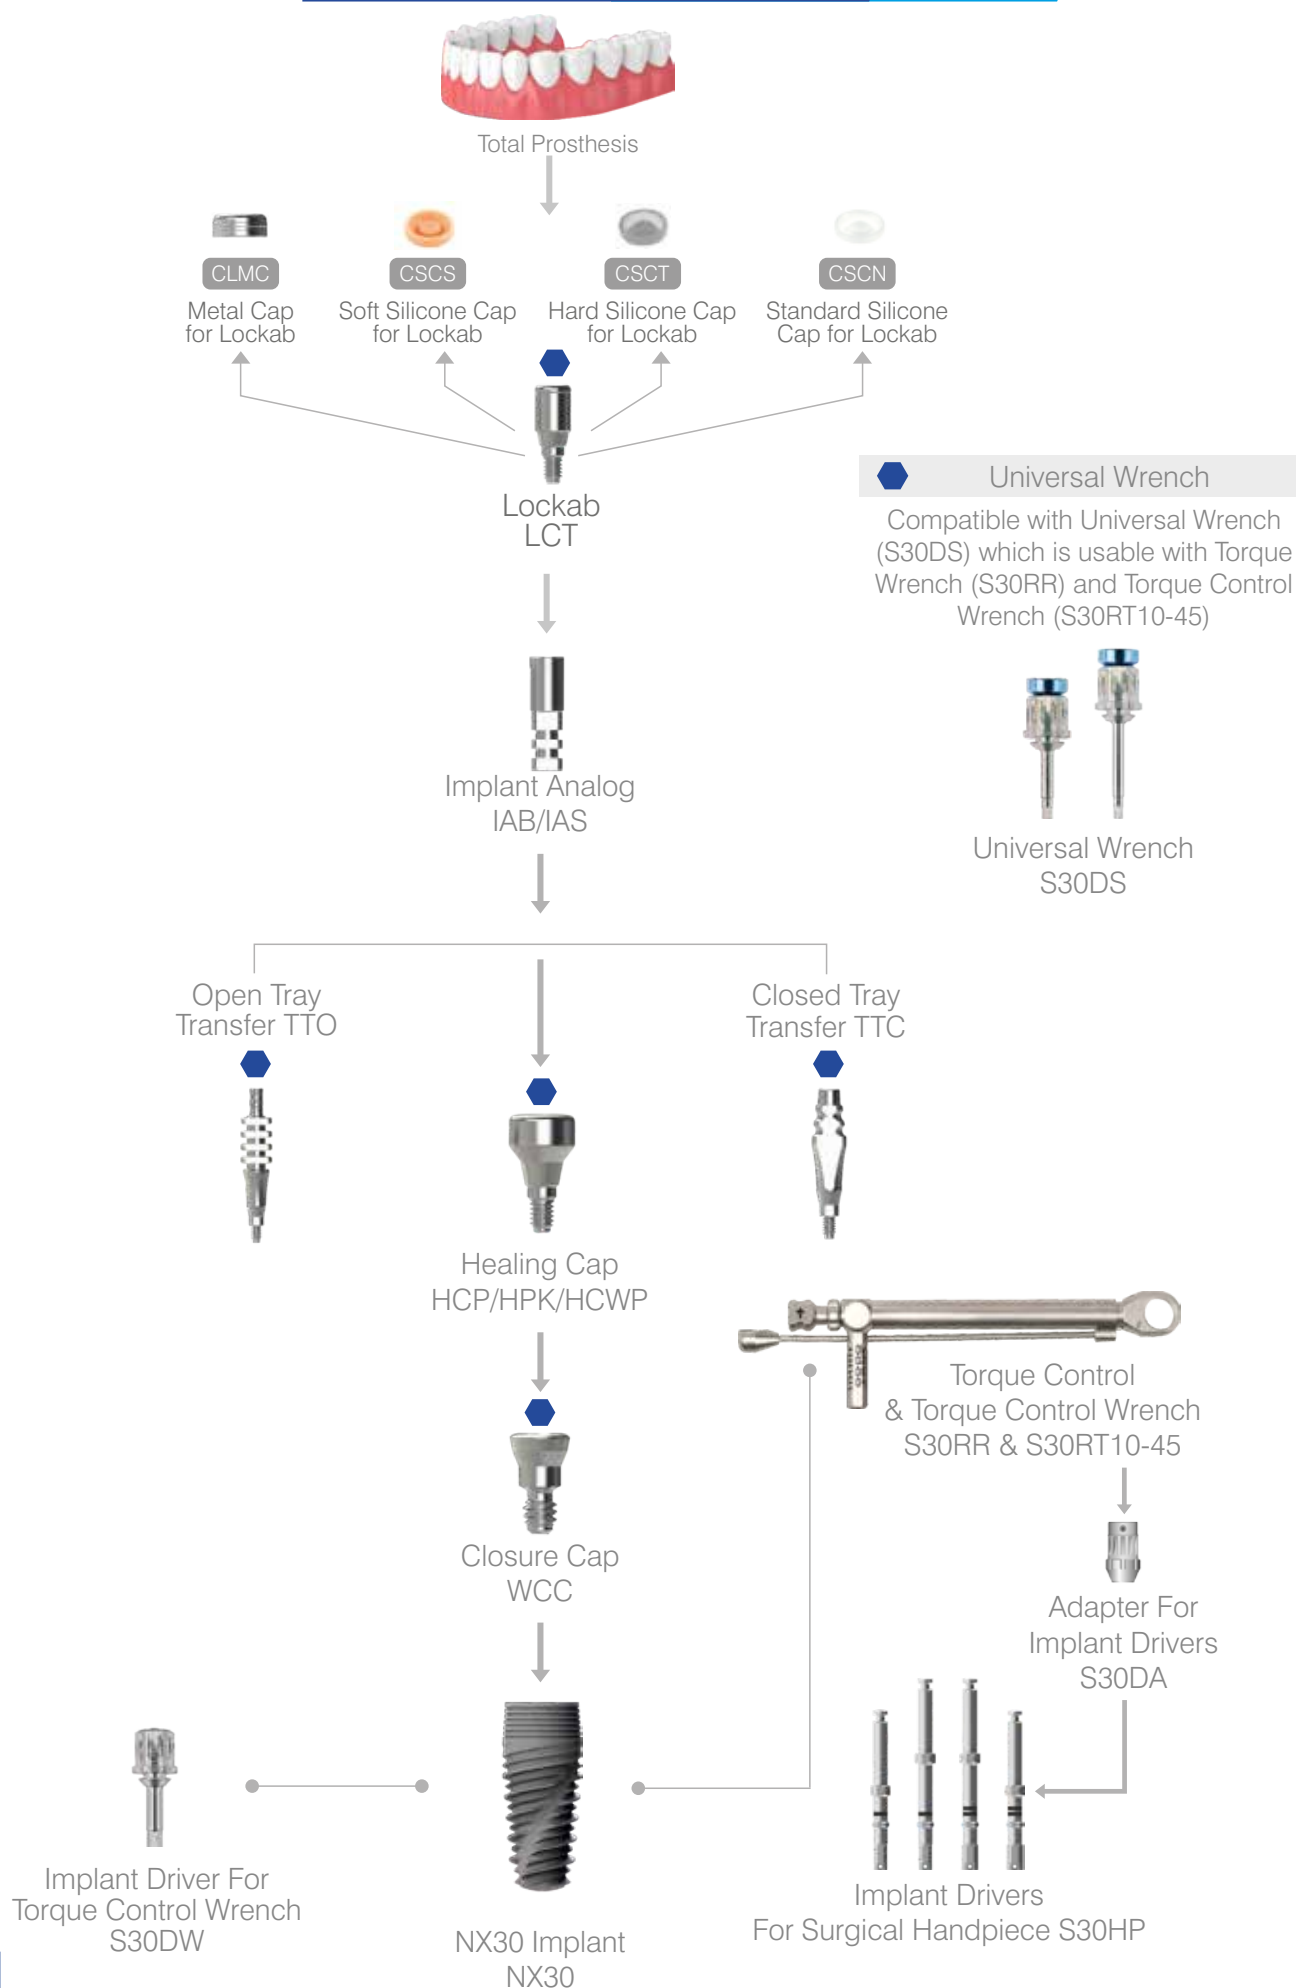 Total Prosthesis
CLMC
CSCS
CSCT
CSCN
Metal Cap
for Lockab
Soft Silicone Cap
for Lockab
Hard Silicone Cap
for Lockab
Standard Silicone
Cap for Lockab
Lockab
LCT
Universal Wrench
Compatible with Universal Wrench
(S30DS) which is usable with Torque
Wrench (S30RR) and Torque Control
Wrench (S30RT10-45)
Implant Analog
IAB/IAS
Universal Wrench
S30DS
Open Tray
Transfer TTO
Closed Tray
Transfer TTC
Healing Cap
HCP/HPK/HCWP
Torque Control
& Torque Control Wrench
S30RR & S30RT10-45
Closure Cap
WCC
Adapter For
Implant Drivers
S30DA
Implant Driver For
Torque Control Wrench
S30DW
NX30 Implant
NX30
Implant Drivers
For Surgical Handpiece S30HP